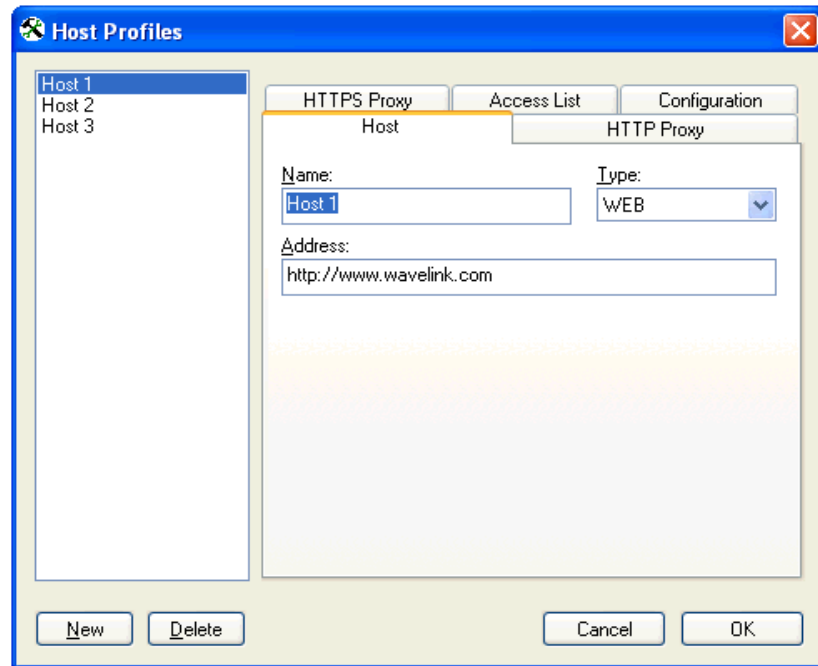 Host Profiles
Host 1
Host 2
Host 3
HTTPS Proxy Access List Configuration
Host HTTP Proxy
Name: Type:
Host 1 WEB
Address:
http://www.wavelink.com
New Delete Cancel OK